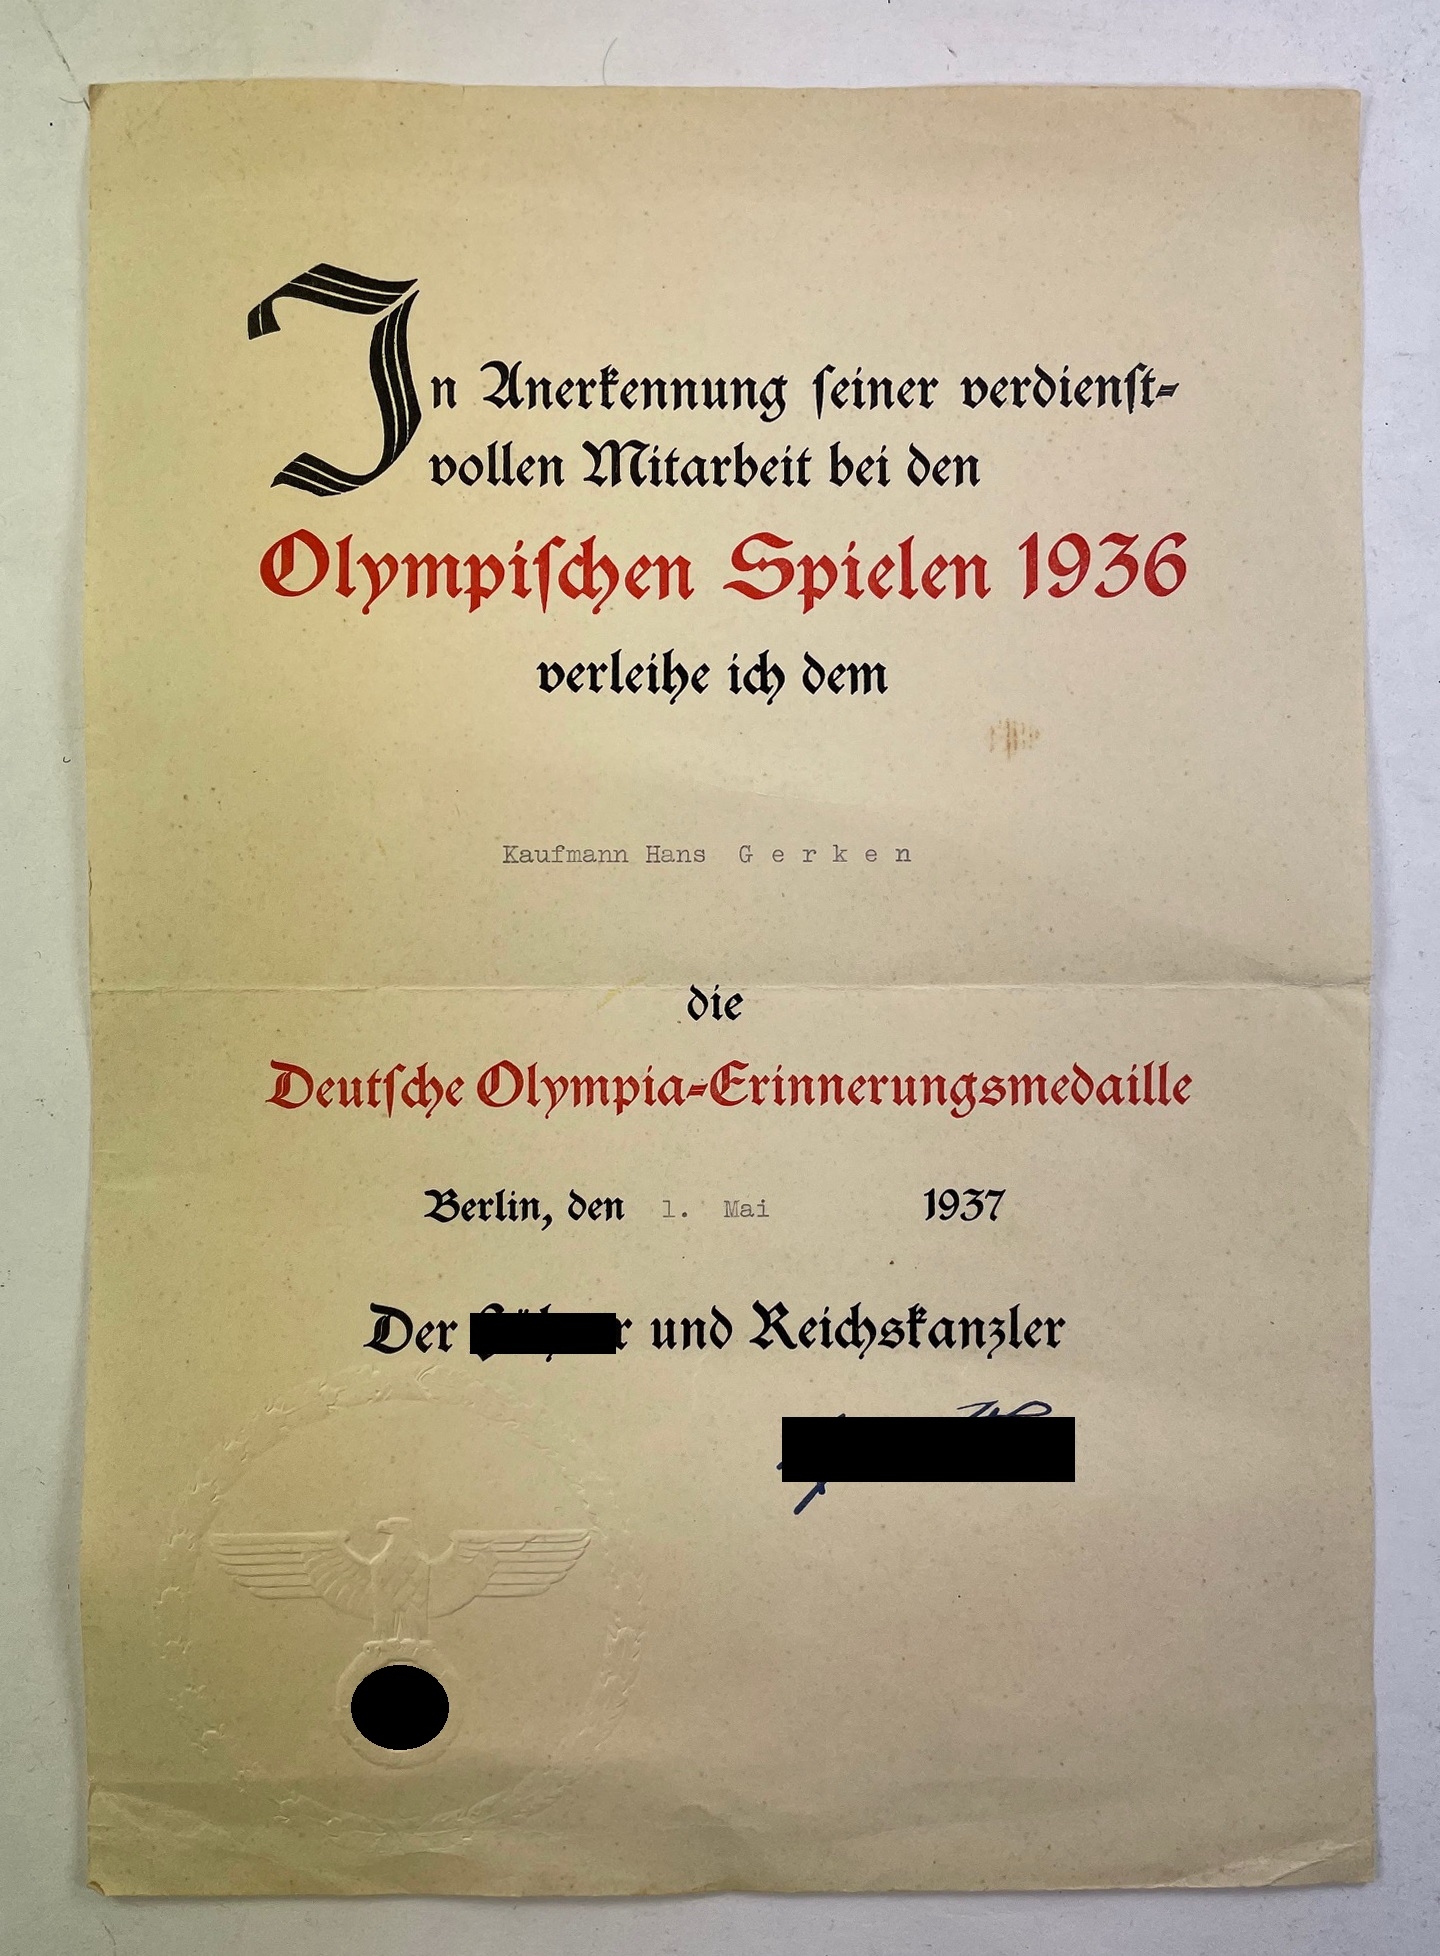 In Anerkennung seiner verdienst-
vollen Mitarbeit bei den
Olympischen Spielen 1936
verleihe ich dem
Kaufmann Hans Gerken
die
Deutsche Olympia-Erinnerungsmedaille
Berlin, den 1. Mai 1937
Der und Reichskanzler